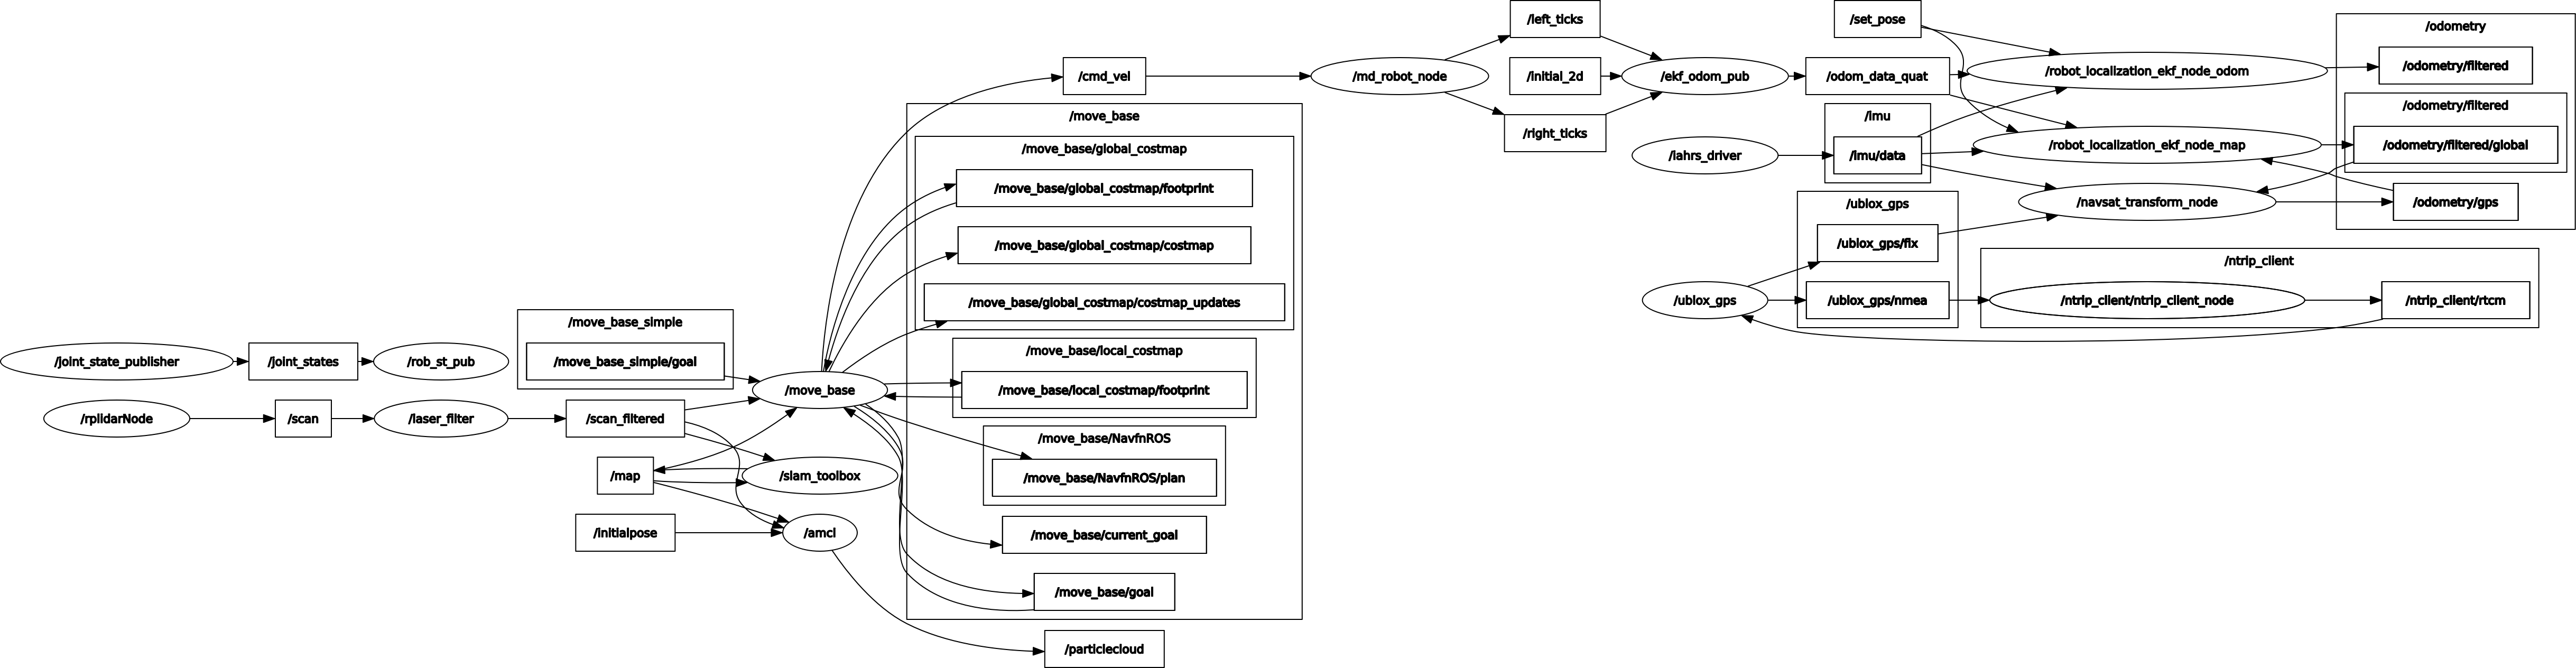 /joint_state_publisher
/joint_states
/rob_st_pub
/rplidarNode
/scan
/laser_filter
/scan_filtered
/move_base_simple
/move_base_simple/goal
/map
/initialpose
/move_base
/slam_toolbox
/amcl
/cmd_vel
/move_base
/move_base/global_costmap
/move_base/global_costmap/footprint
/move_base/global_costmap/costmap
/move_base/global_costmap/costmap_updates
/move_base/local_costmap
/move_base/local_costmap/footprint
/move_base/NavfnROS
/move_base/NavfnROS/plan
/move_base/current_goal
/move_base/goal
/particlecloud
/md_robot_node
/left_ticks
/initial_2d
/right_ticks
/ekf_odom_pub
/iahrs_driver
/ublox_gps
/set_pose
/odom_data_quat
/imu
/imu/data
/ublox_gps
/ublox_gps/fix
/ublox_gps/nmea
/robot_localization_ekf_node_odom
/robot_localization_ekf_node_map
/navsat_transform_node
/ntrip_client
/ntrip_client/ntrip_client_node
/ntrip_client/rtcm
/odometry
/odometry/filtered
/odometry/filtered
/odometry/filtered/global
/odometry/gps